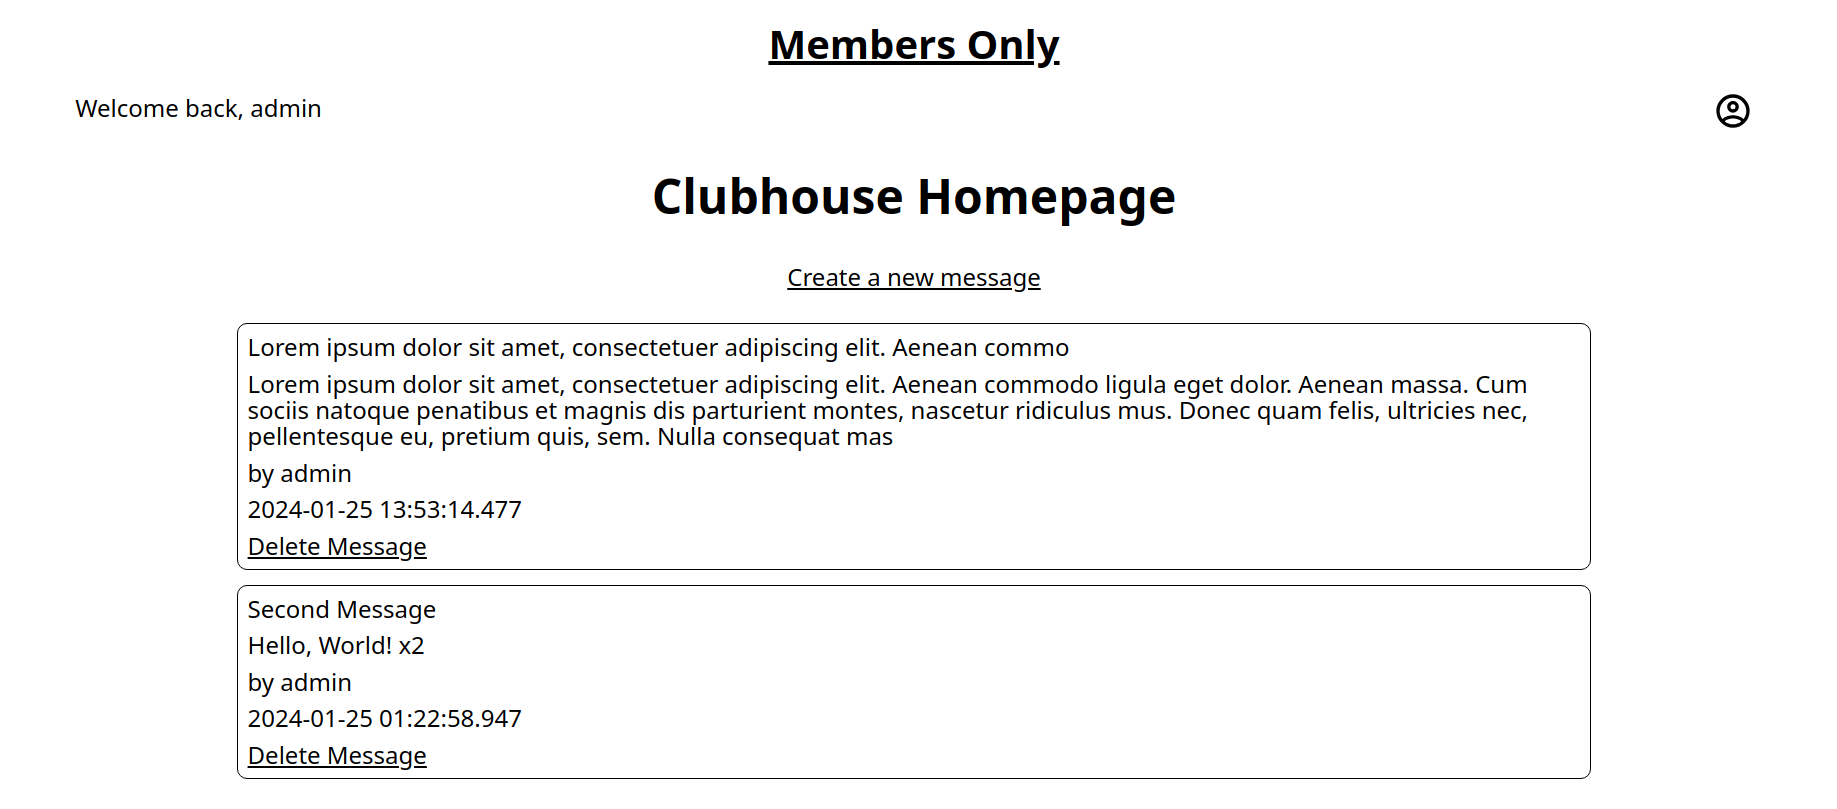 Members Only
Welcome back, admin
Clubhouse Homepage
Create a new message
Lorem ipsum dolor sit amet, consectetuer adipiscing elit. Aenean commo
Lorem ipsum dolor sit amet, consectetuer adipiscing elit. Aenean commodo ligula eget dolor. Aenean massa. Cum
sociis natoque penatibus et magnis dis parturient montes, nascetur ridiculus mus. Donec quam felis, ultricies nec,
pellentesque eu, pretium quis, sem. Nulla consequat mas
by admin
2024-01-25 13:53:14.477
Delete Message
Second Message
Hello, World! x2
by admin
2024-01-25 01:22:58.947
Delete Message